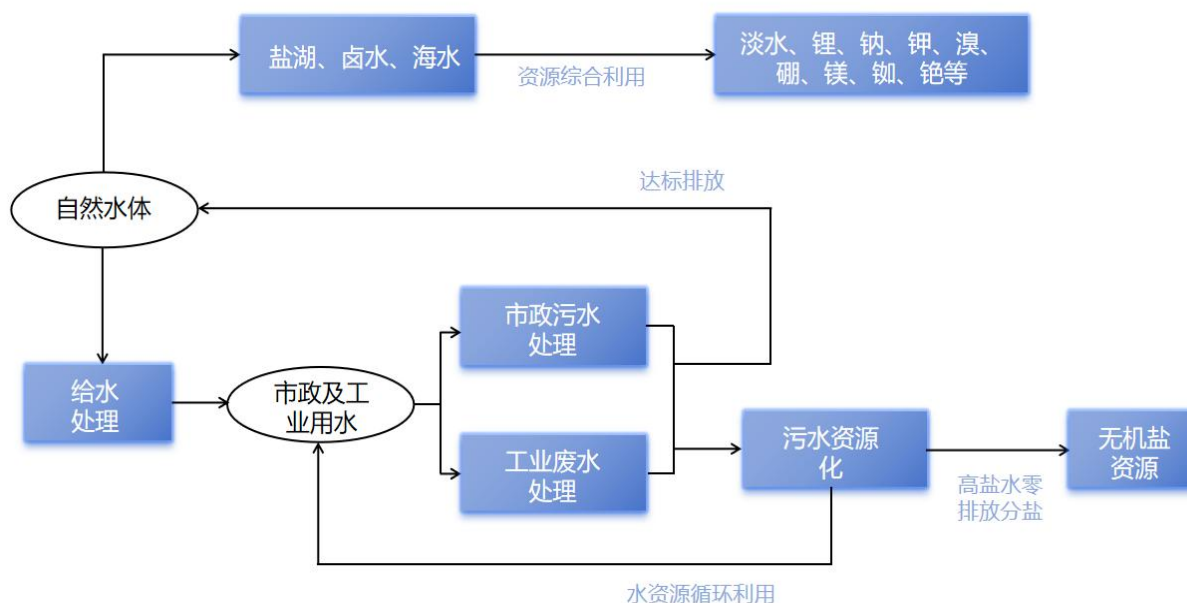 盐湖、卤水、海水
资源综合利用
淡水、锂、钠、钾、溴、
硼、镁、铷、铯等
自然水体
达标排放
给水
处理
市政及工
业用水
市政污水
处理
工业废水
处理
污水资源
化
高盐水零
排放分盐
无机盐
资源
水资源循环利用